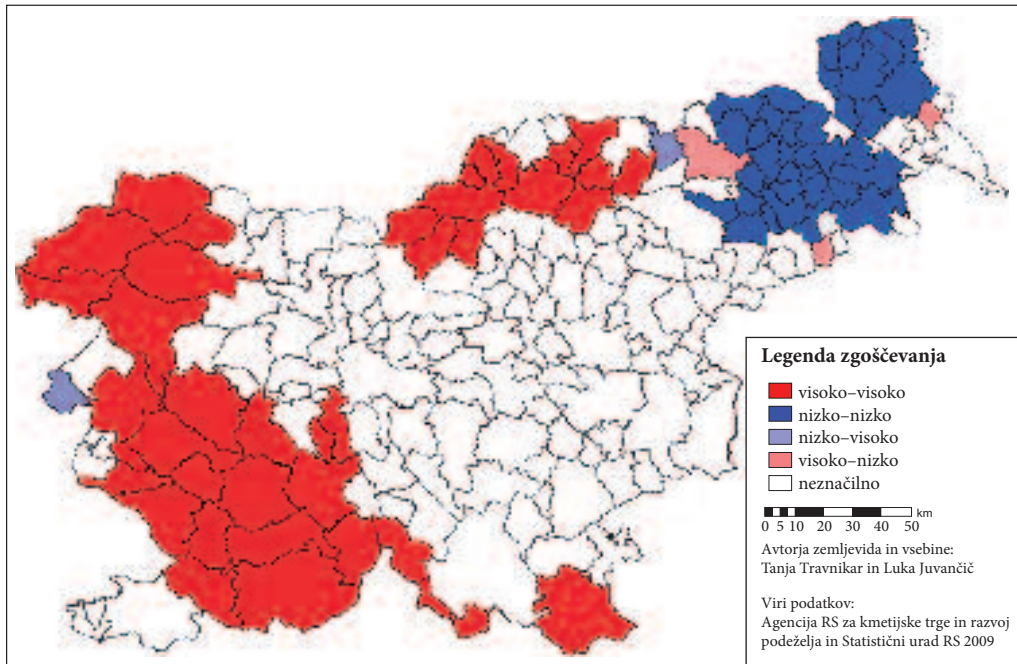 Legenda zgoščevanja
visoko–visoko
nizko–nizko
nizko–visoko
visoko–nizko
neznačilno
km
0 5 10 20 30 40 50
Avtorja zemljevida in vsebine:
Tanja Travnikar in Luka Juvančič
Viri podatkov:
Agencija RS za kmetijske trge in razvoj
podeželja in Statistični urad RS 2009